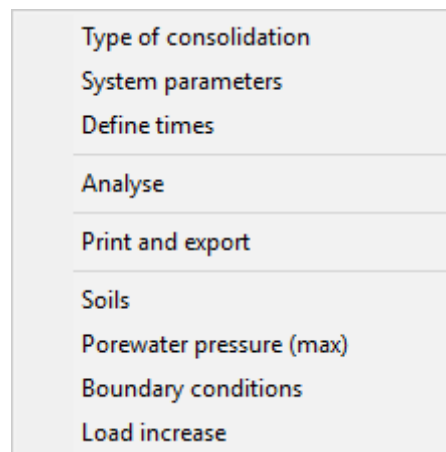 Type of consolidation
System parameters
Define times
Analyse
Print and export
Soils
Porewater pressure (max)
Boundary conditions
Load increase